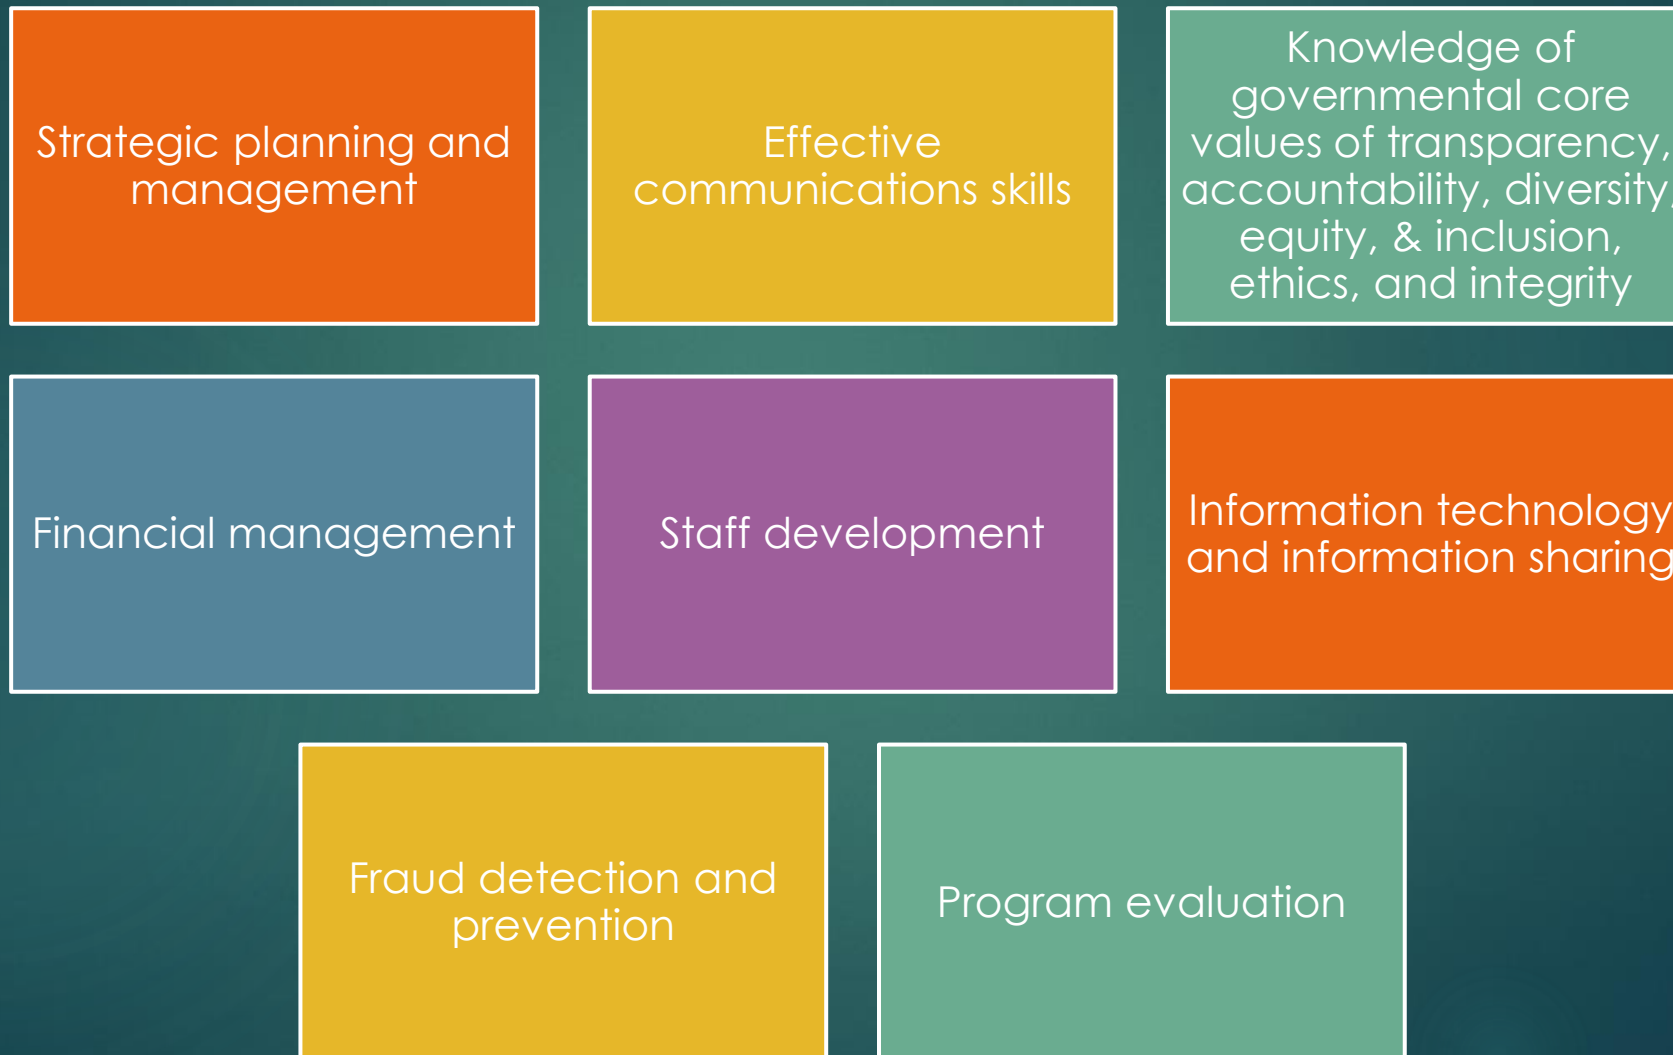 Strategic planning and
management
Effective
communications skills
Knowledge of
governmental core
values of transparency,
accountability, diversity,
equity, & inclusion,
ethics, and integrity
Financial management
Staff development
Information technology
and information sharing
Fraud detection and
prevention
Program evaluation